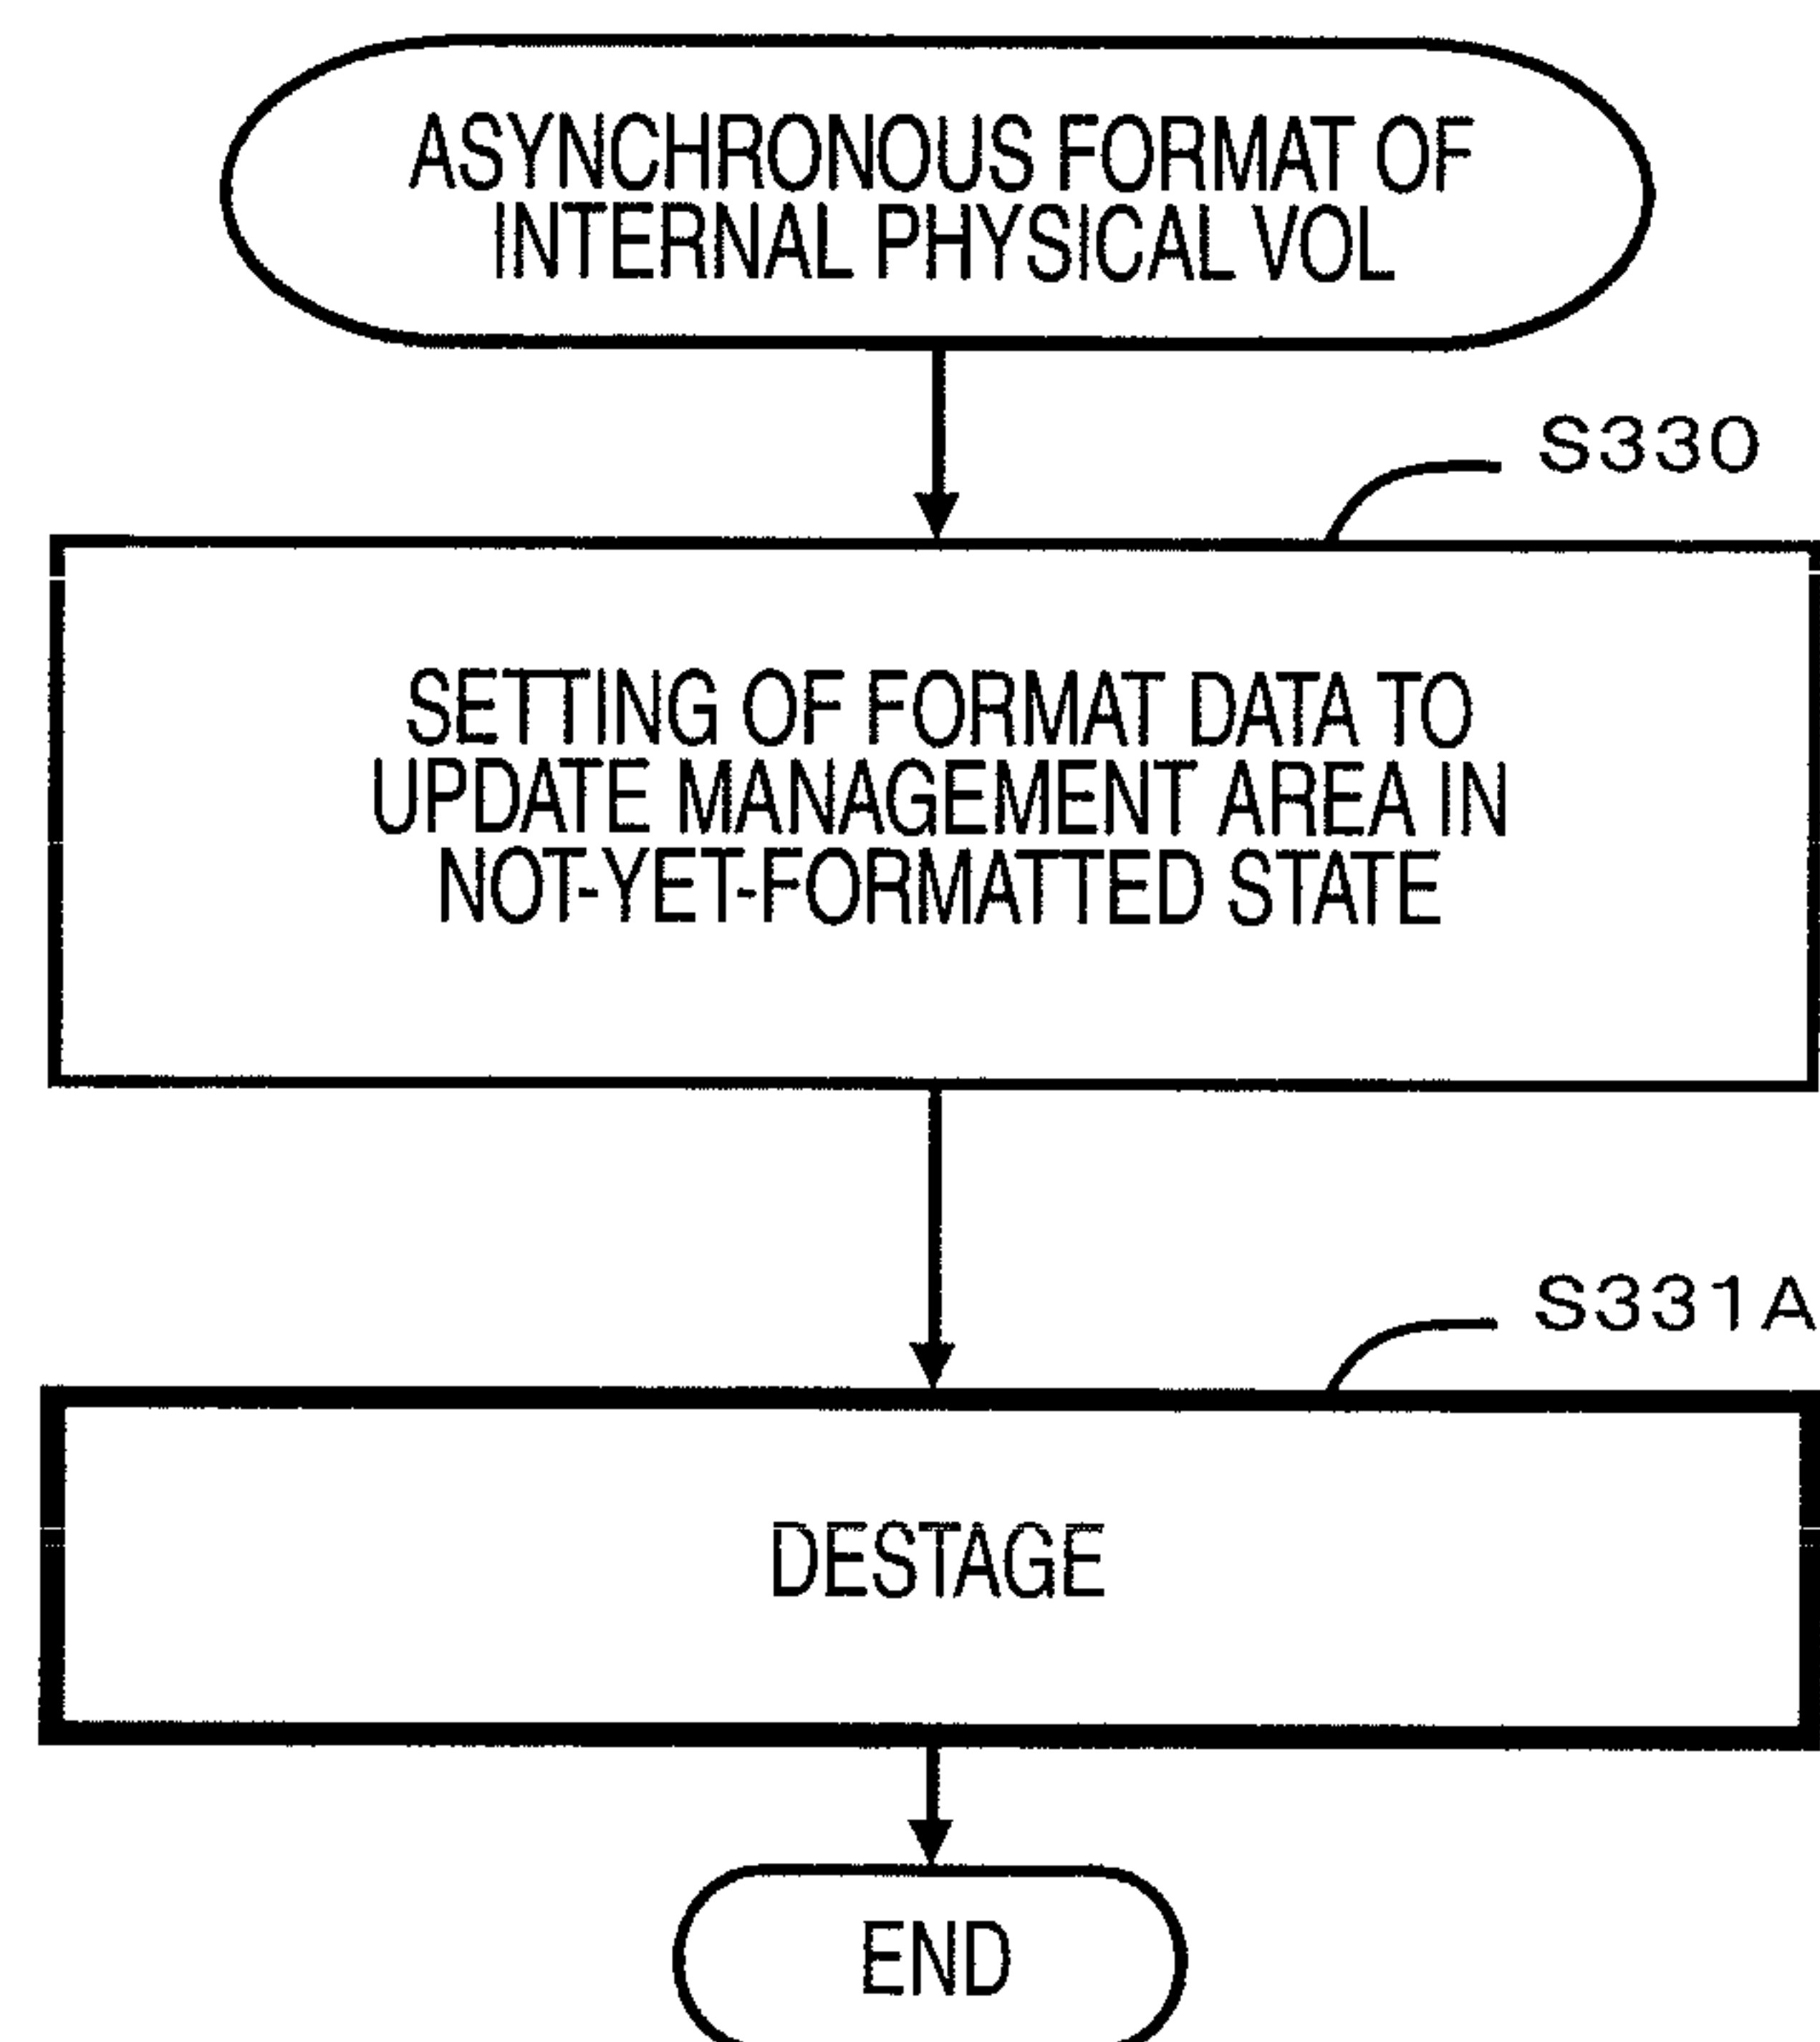 ASYNCHRONOUS FORMAT OF
INTERNAL PHYSICAL VOL
S330
SETTING OF FORMAT DATA TO
UPDATE MANAGEMENT AREA IN
NOT-YET-FORMATTED STATE
S331A
DESTAGE
END